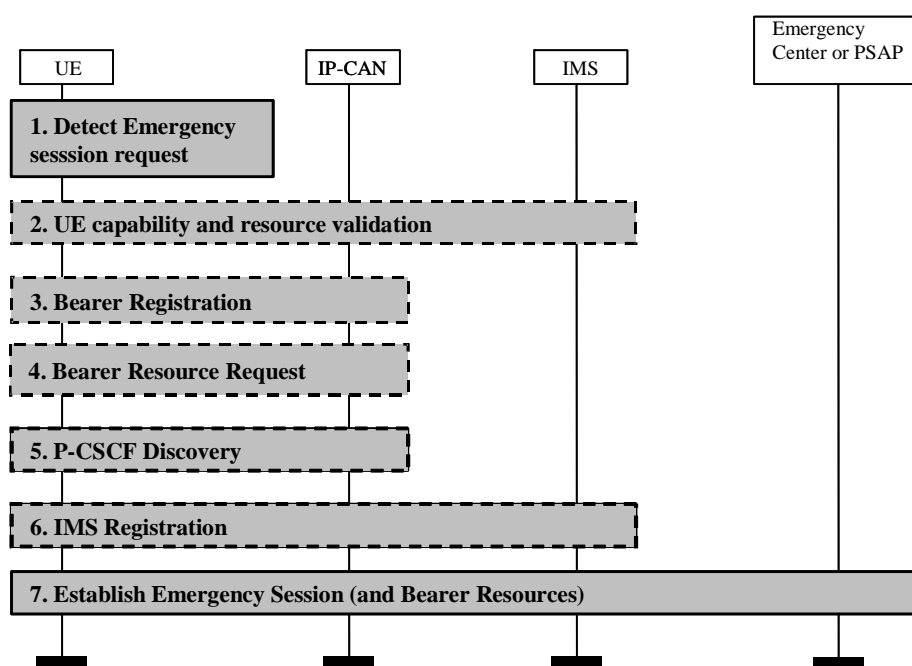 Emergency
Center or PSAP
UE
IP-CAN
IMS
1. Detect Emergency
sesssion request
2. UE capability and resource validation
3. Bearer Registration
4. Bearer Resource Request
5. P-CSCF Discovery
6. IMS Registration
7. Establish Emergency Session (and Bearer Resources)